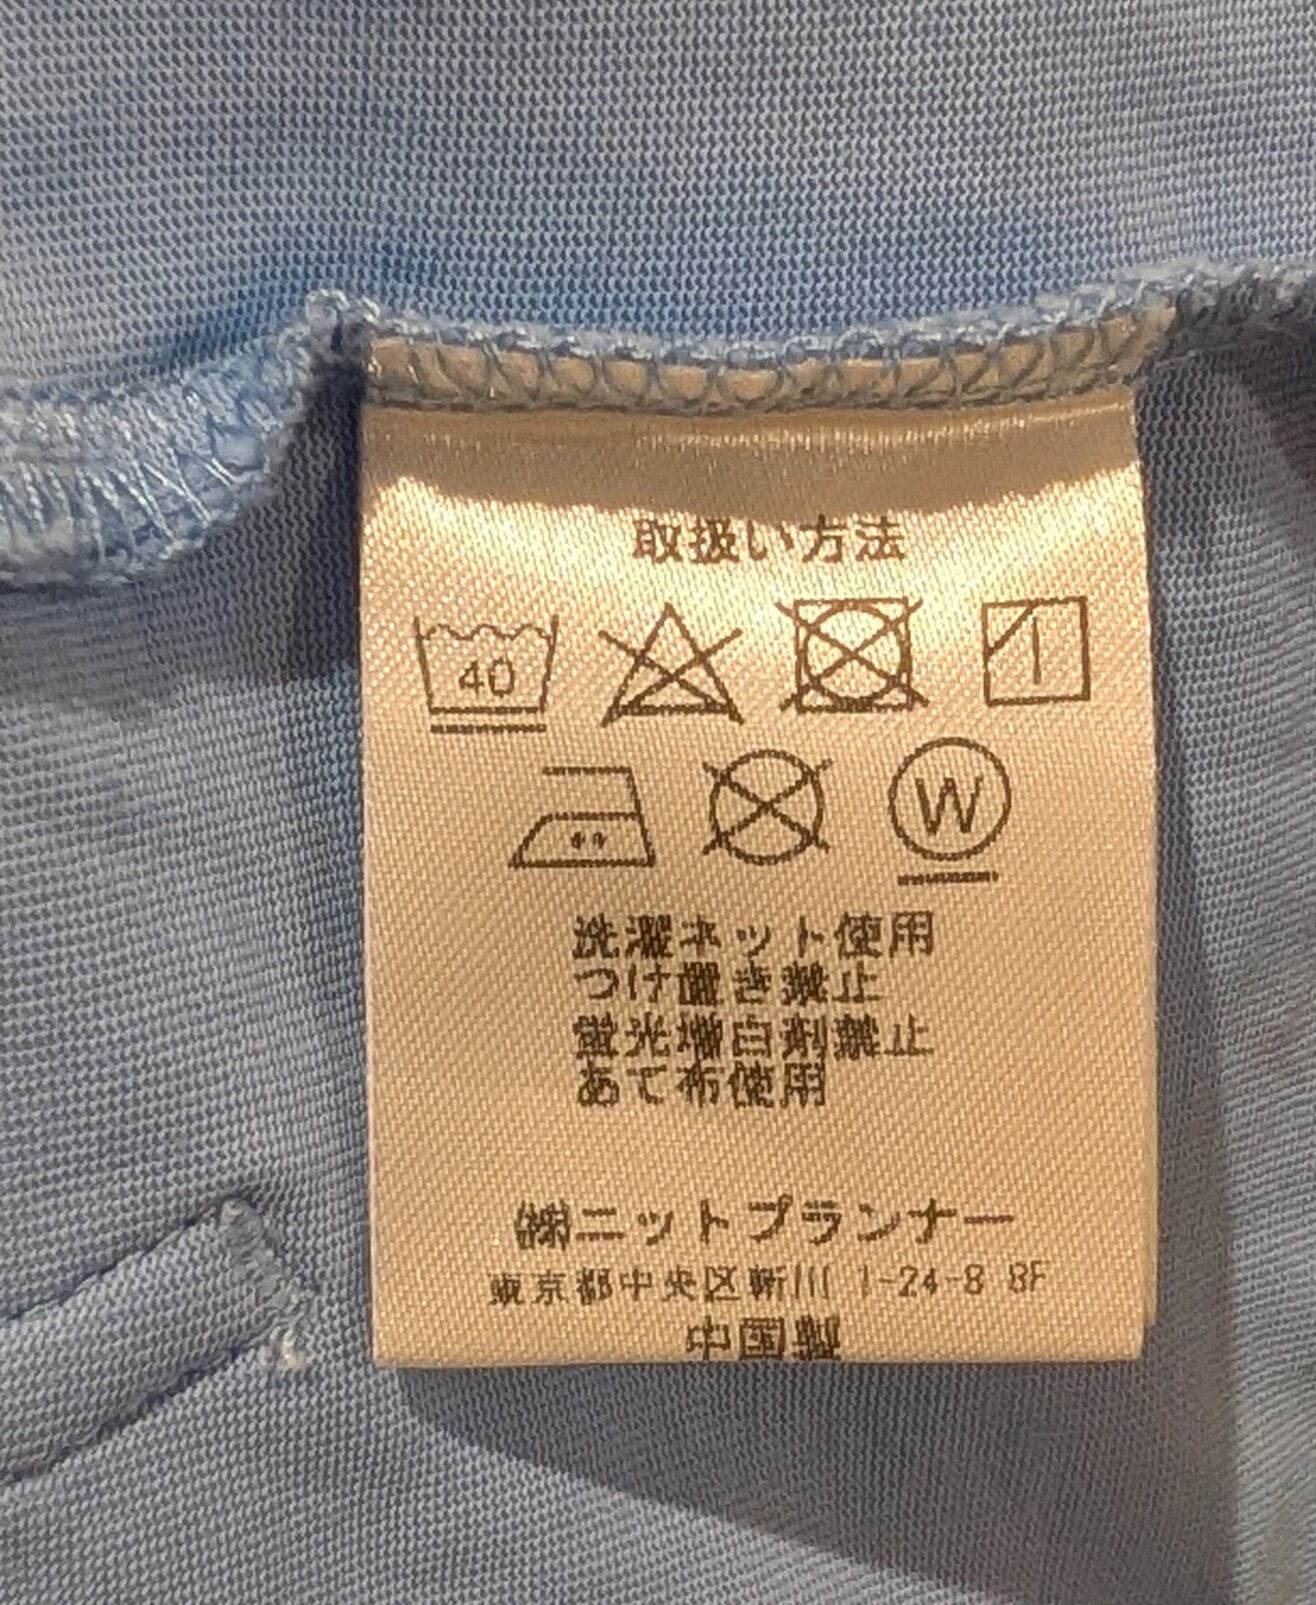 取扱い方法
40
W
洗濯ネット使用
つけ置き禁止
蛍光増白剤禁止
あて布使用
㈱ニットプランナー
東京都中央区新川 1-24-8 8F
中国製